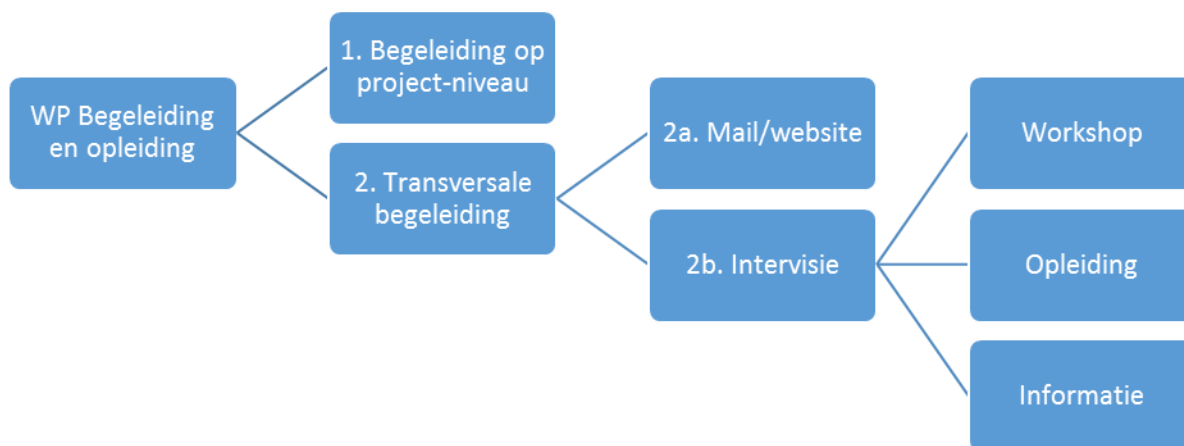 WP Begeleiding
en opleiding
1. Begeleiding op
project-niveau
2. Transversale
begeleiding
2a. Mail/website
2b. Intervisie
Workshop
Opleiding
Informatie